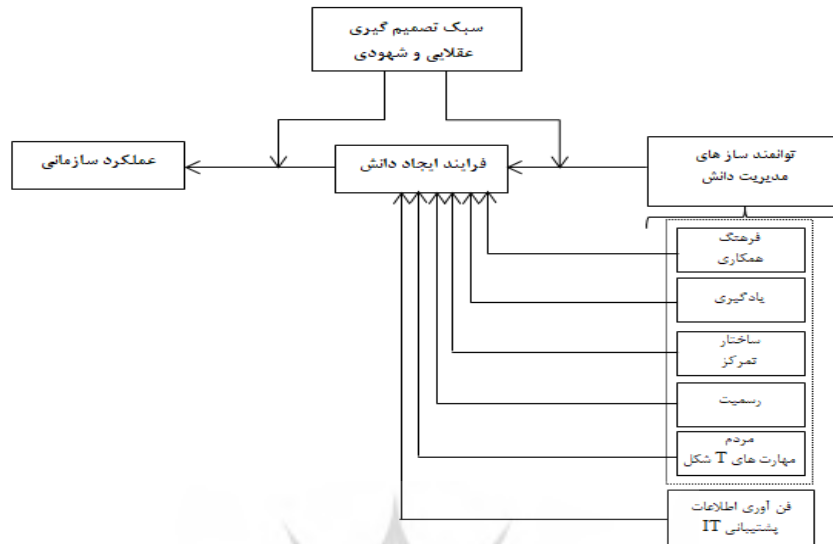 سبک تصمیم گیری
عقلایی و شهودی
توانمند ساز های
مدیریت دانش
فرایند ایجاد دانش
عملکرد سازمانی
فرهنگ
همکاری
یادگیری
ساختار
تمرکز
رسمیت
مردم
مهارت های T شکل
فن آوری اطلاعات
پشتیبانی IT